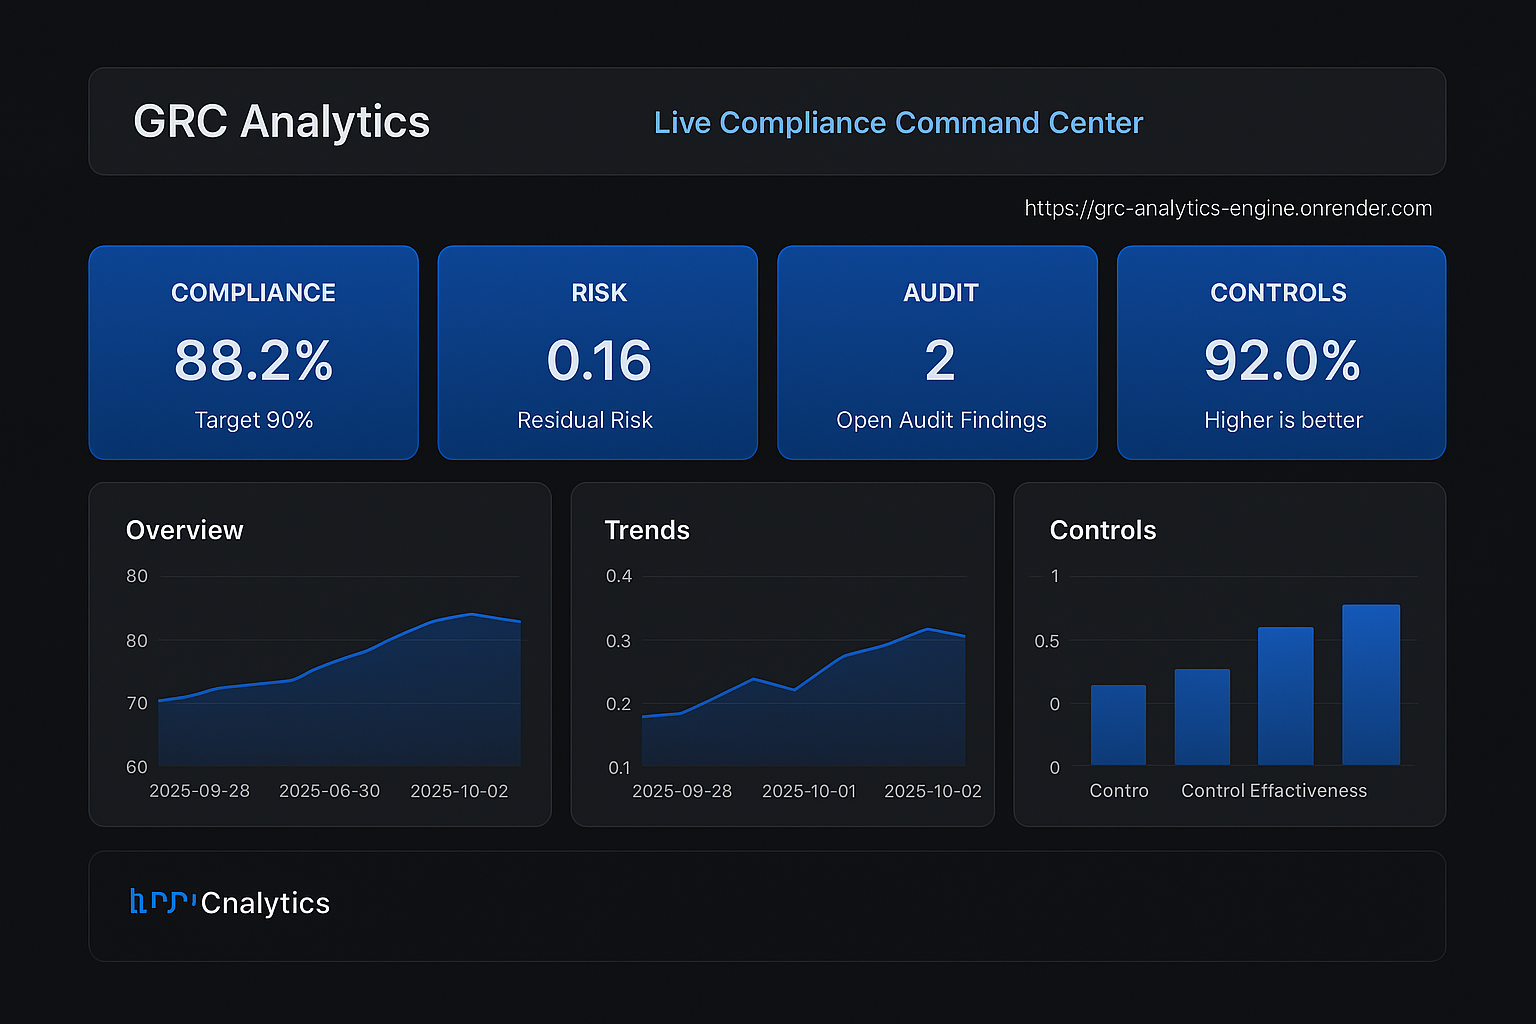 GRC Analytics
Live Compliance Command Center
https://grc-analytics-engine.onrender.com
COMPLIANCE
88.2%
Target 90%
RISK
0.16
Residual Risk
AUDIT
2
Open Audit Findings
CONTROLS
92.0%
Higher is better
Overview
80
80
70
60
2025-09-28 2025-06-30 2025-10-02
Trends
0.4
0.3
0.2
0.1
2025-09-28 2025-10-01 2025-10-02
Controls
1
0.5
0
0
Contro Control Effactiveness
Cnalytics